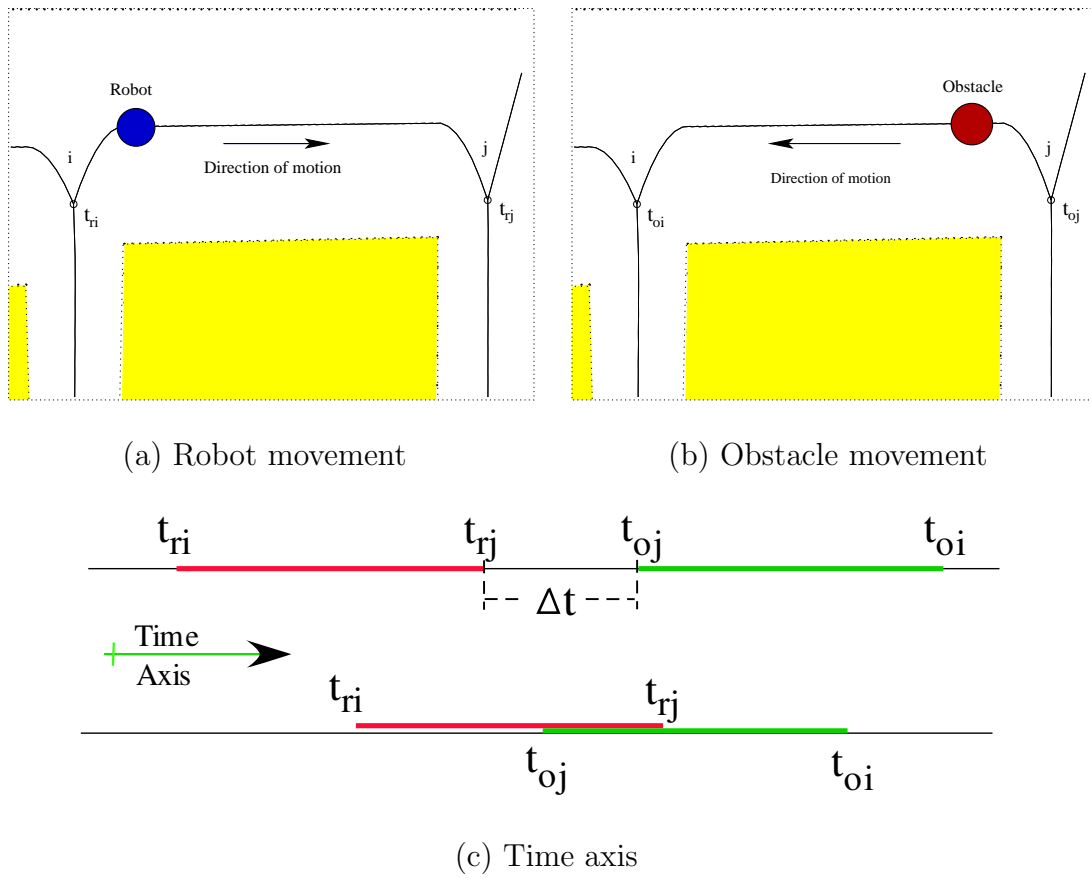 Robot
i
Direction of motion
j
t_ri
t_rj
(a) Robot movement
Obstacle
i
Direction of motion
j
t_oi
t_oj
(b) Obstacle movement
t_ri t_rj t_oj t_oi
Δt
Time
Axis
t_ri t_rj
t_oj t_oi
(c) Time axis